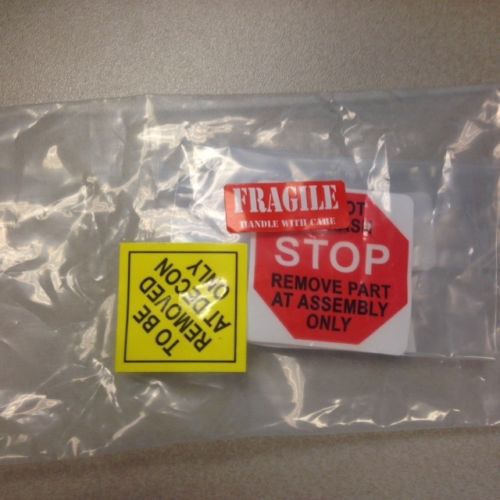 FRAGILE
HANDLE WITH CARE
STOP
REMOVE PART
AT ASSEMBLY
ONLY
TO BE
REMOVED
AT DECON
ONLY